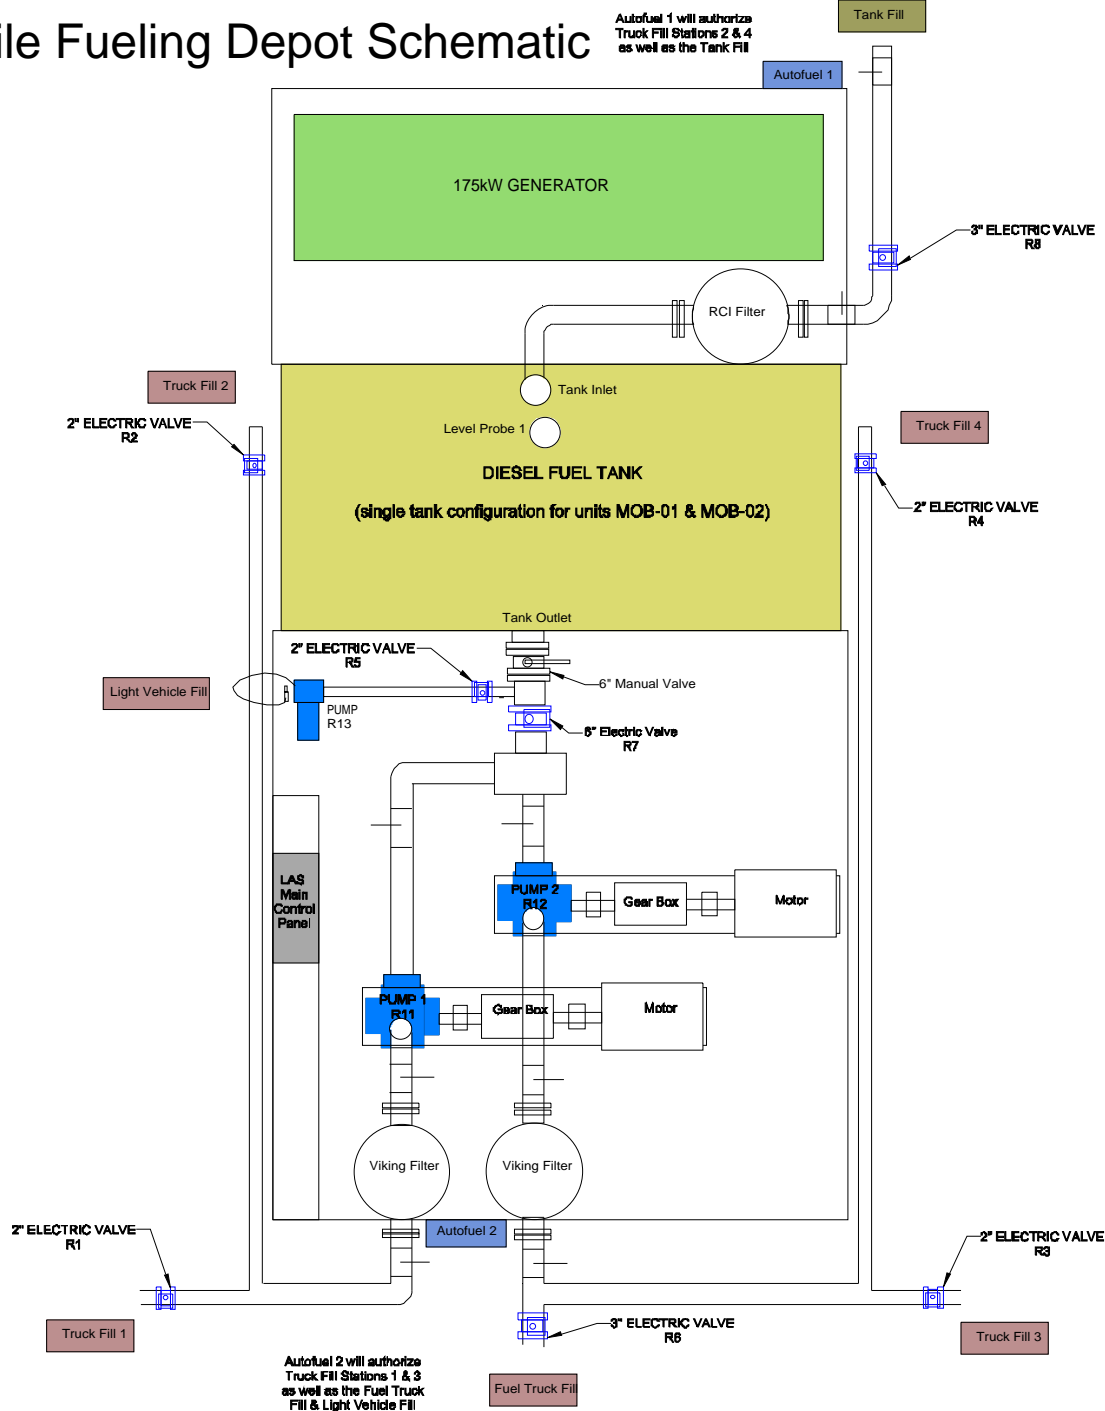 ile Fueling Depot Schematic
Autofuel 1 will authorize
Truck Fill Stations 2 & 4
as well as the Tank Fill
Tank Fill
Autofuel 1
175kW GENERATOR
3" ELECTRIC VALVE
R8
RCI Filter
Truck Fill 2
Tank Inlet
2" ELECTRIC VALVE
R2
Level Probe 1
Truck Fill 4
DIESEL FUEL TANK
(single tank configuration for units MOB-01 & MOB-02)
2" ELECTRIC VALVE
R4
Tank Outlet
2" ELECTRIC VALVE
R5
6" Manual Valve
Light Vehicle Fill
PUMP
R13
6" Electric Valve
R7
LAS
Main
Control
Panel
PUMP 2
R12
Gear Box
Motor
PUMP 1
R11
Gear Box
Motor
Viking Filter
Viking Filter
2" ELECTRIC VALVE
R1
Autofuel 2
2" ELECTRIC VALVE
R3
Truck Fill 1
3" ELECTRIC VALVE
R6
Truck Fill 3
Autofuel 2 will authorize
Truck Fill Stations 1 & 3
as well as the Fuel Truck
Fill & Light Vehicle Fill
Fuel Truck Fill